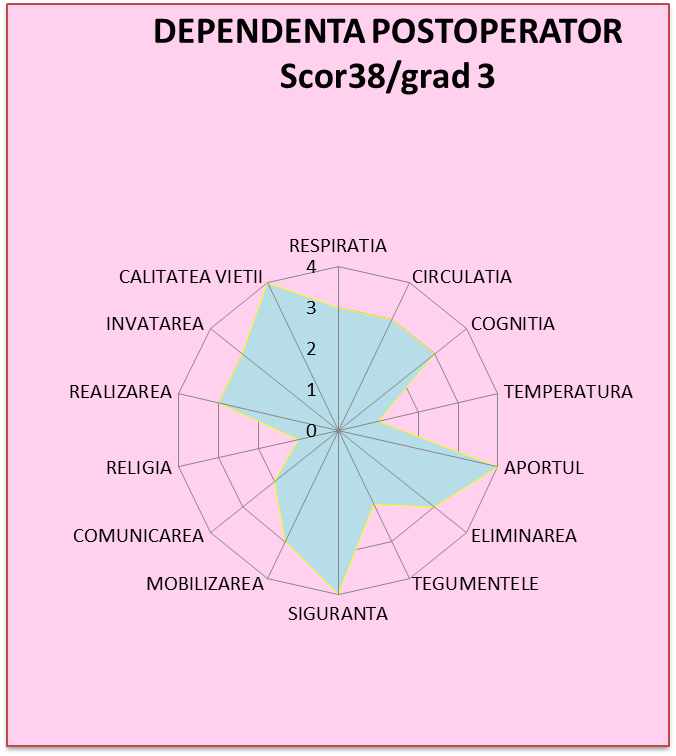 DEPENDENTA POSTOPERATOR
Scor38/grad 3
RESPIRATIA
4
CALITATEA VIETII
CIRCULATIA
3
INVATAREA
COGNITIA
2
REALIZAREA
1
TEMPERATURA
0
RELIGIA
APORTUL
COMUNICAREA
ELIMINAREA
MOBILIZAREA
TEGUMENTELE
SIGURANTA